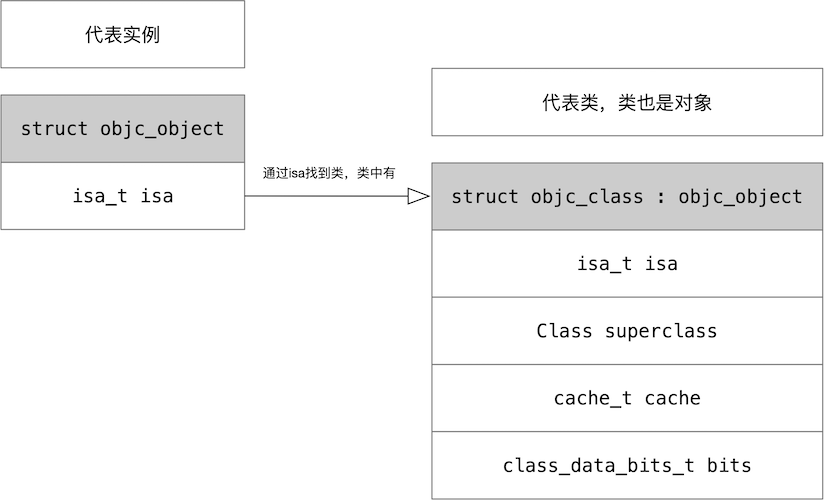 代表实例
代表类，类也是对象
struct objc_object
通过isa找到类，类中有
isa_t isa
struct objc_class : objc_object
isa_t isa
Class superclass
cache_t cache
class_data_bits_t bits